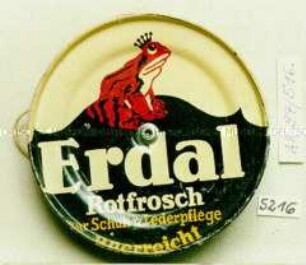 Erdal
Rotfrosch
zur Schuh Lederpflege
unerreicht
5216